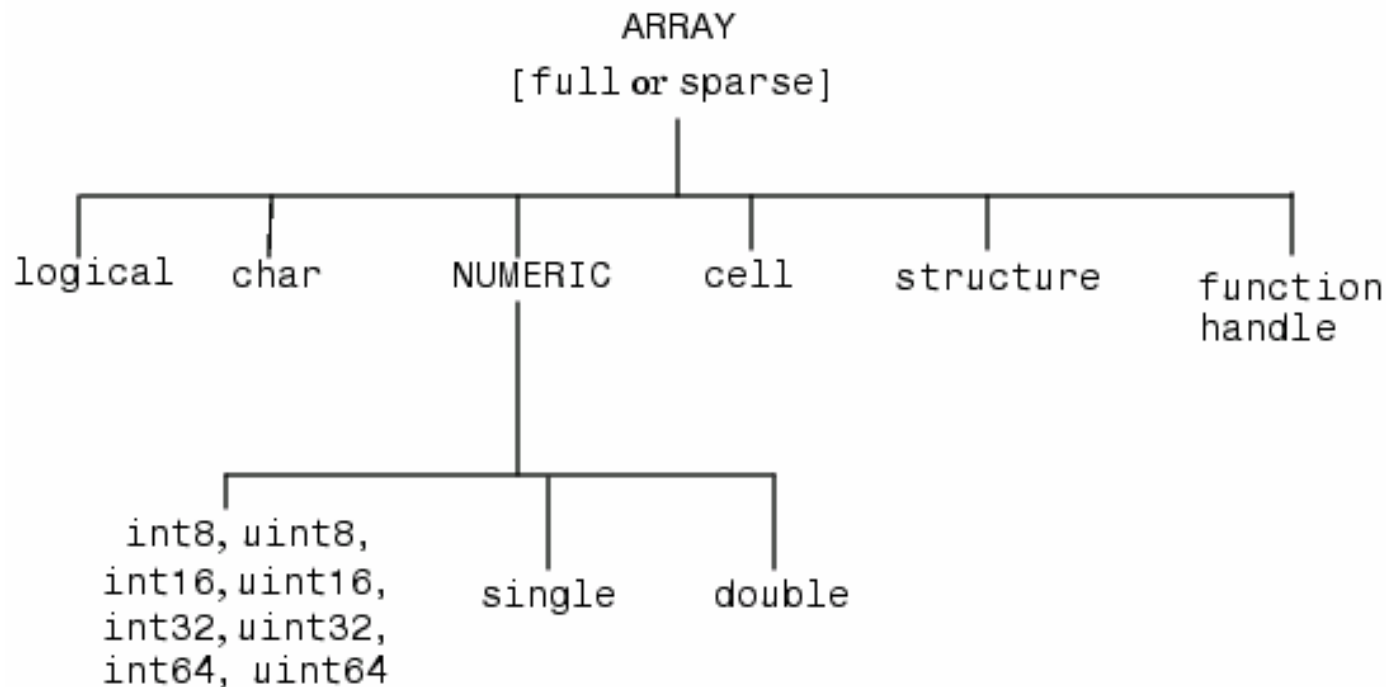 ARRAY
[full or sparse]
logical
char
NUMERIC
cell
structure
function
handle
int8, uint8,
int16, uint16,
int32, uint32,
int64, uint64
single
double